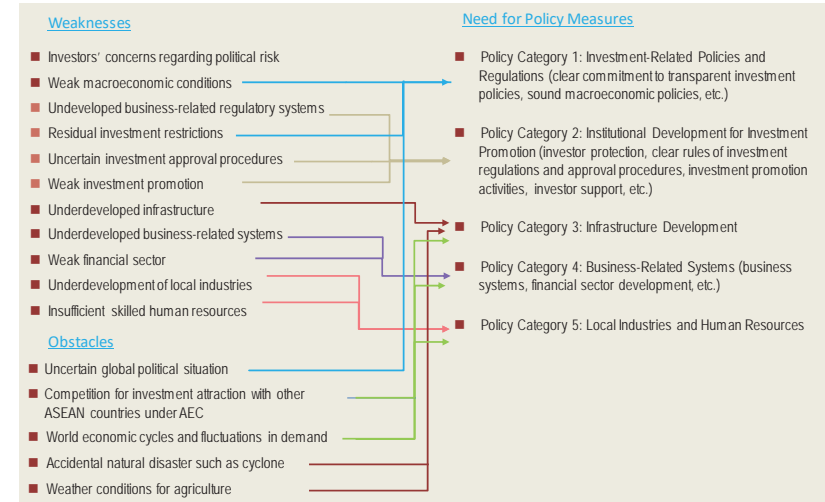 Weaknesses
Investors' concerns regarding political risk
Weak macroeconomic conditions
Undeveloped business-related regulatory systems
Residual investment restrictions
Uncertain investment approval procedures
Weak investment promotion
Underdeveloped infrastructure
Underdeveloped business-related systems
Weak financial sector
Underdevelopment of local industries
Insufficient skilled human resources
Obstacles
Uncertain global political situation
Competition for investment attraction with other
ASEAN countries under AEC
World economic cycles and fluctuations in demand
Accidental natural disaster such as cyclone
Weather conditions for agriculture
Need for Policy Measures
Policy Category 1: Investment-Related Policies and
Regulations (clear commitment to transparent investment
policies, sound macroeconomic policies, etc.)
Policy Category 2: Institutional Development for Investment
Promotion (investor protection, clear rules of investment
regulations and approval procedures, investment promotion
activities, investor support, etc.)
Policy Category 3: Infrastructure Development
Policy Category 4: Business-Related Systems (business
systems, financial sector development, etc.)
Policy Category 5: Local Industries and Human Resources